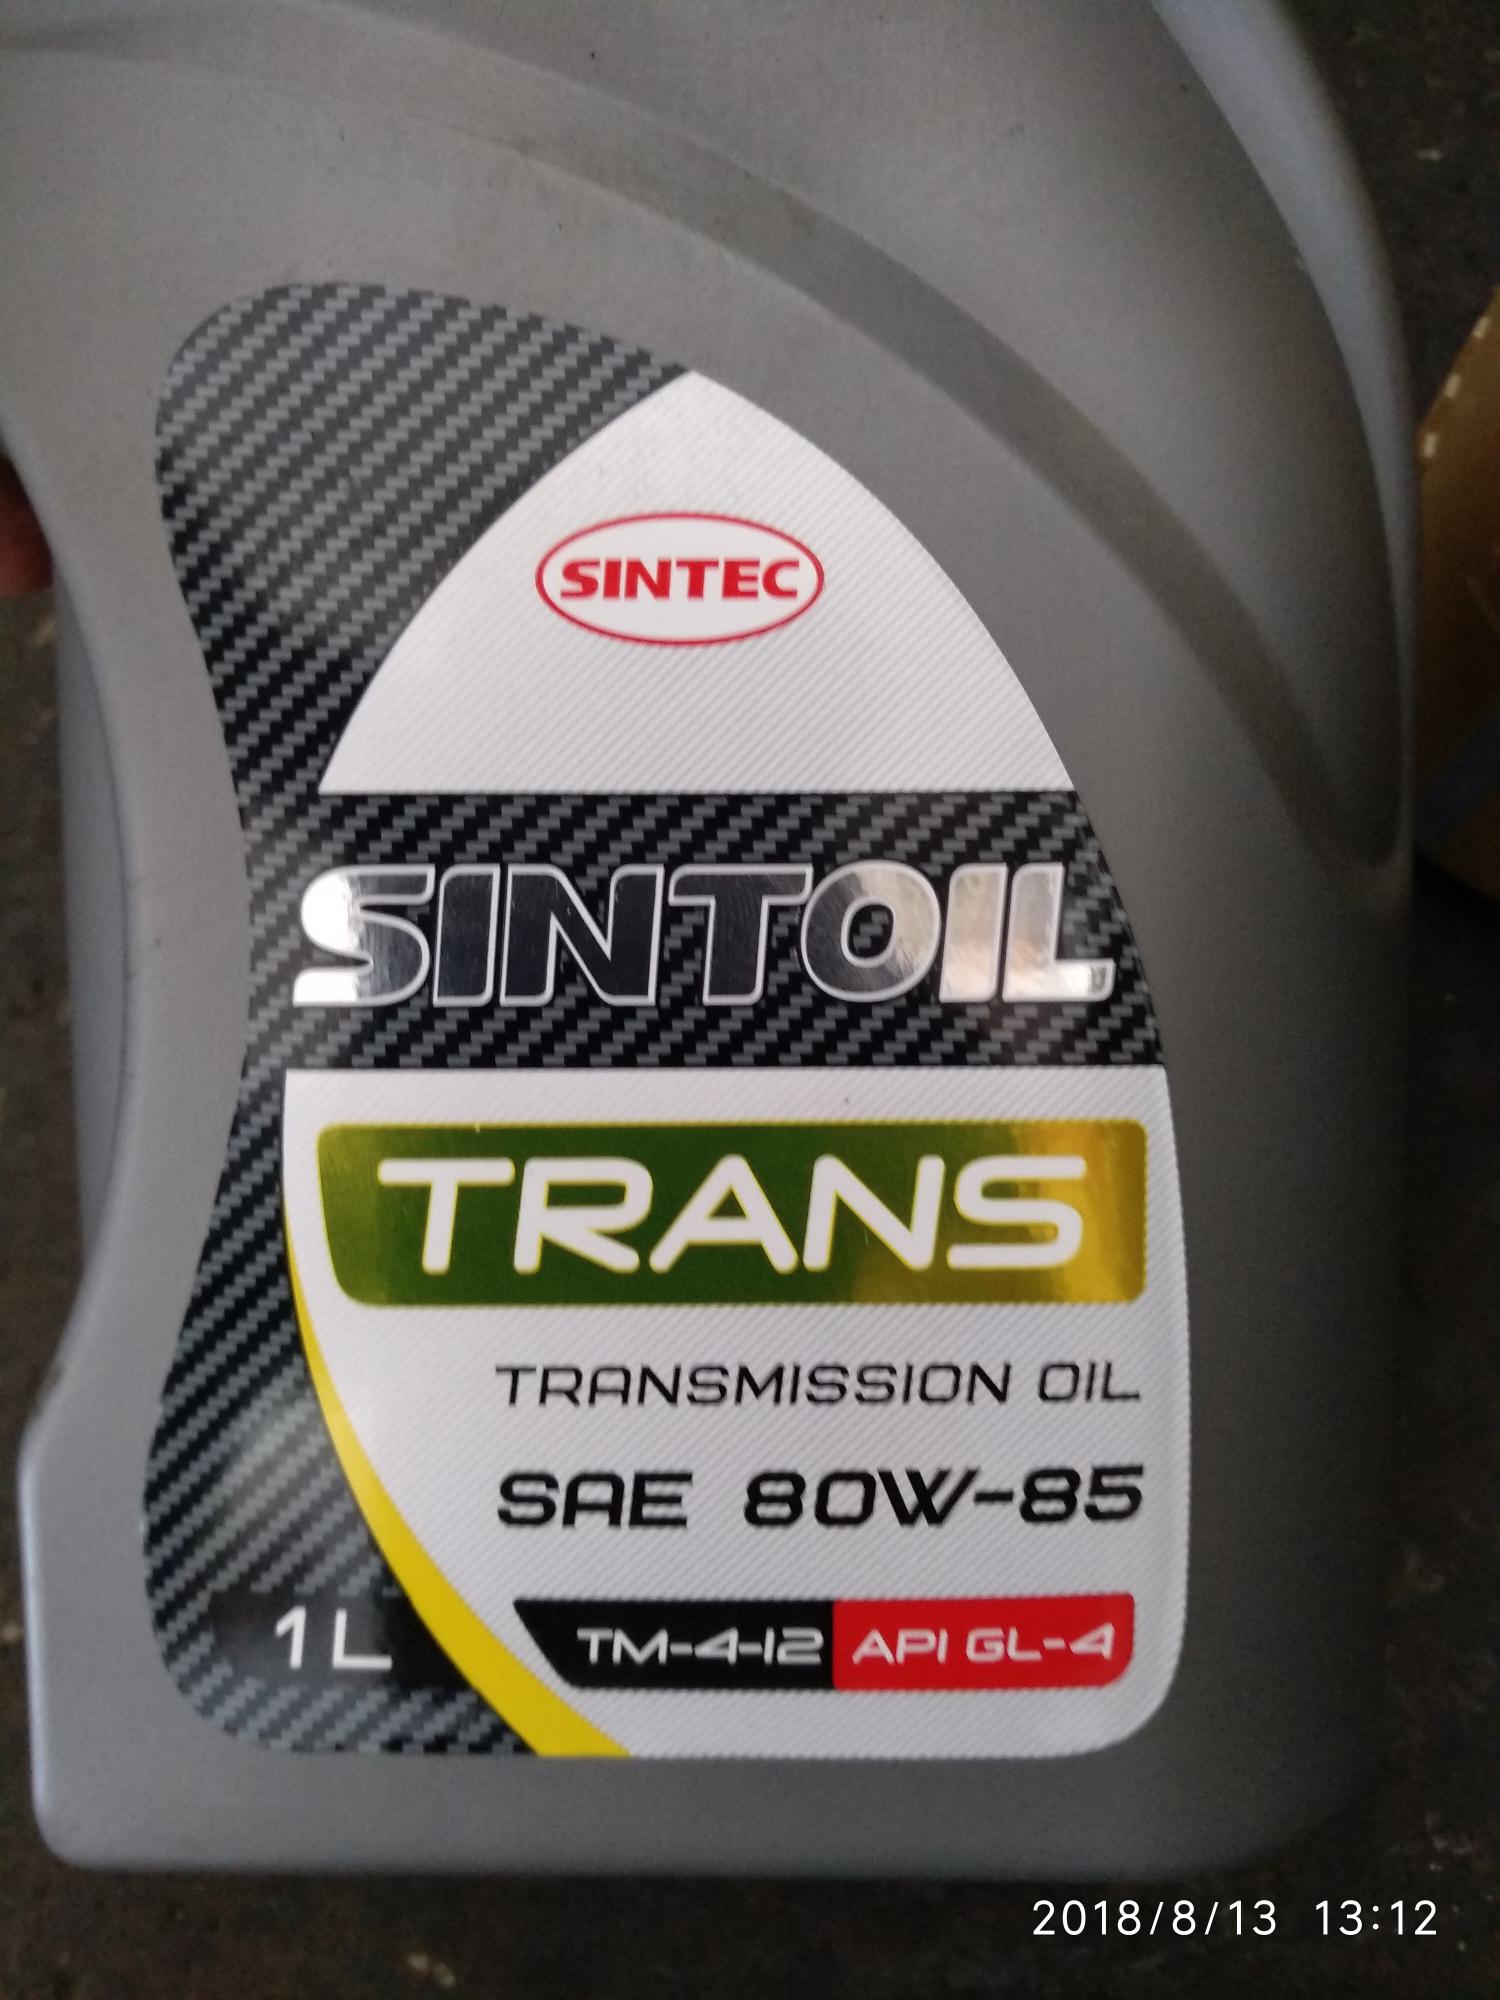 SINTEC
SINTOIL
TRANS
TRANSMISSION OIL
SAE 80W-85
1L
TM-4-12 API GL-4
2018/8/13 13:12